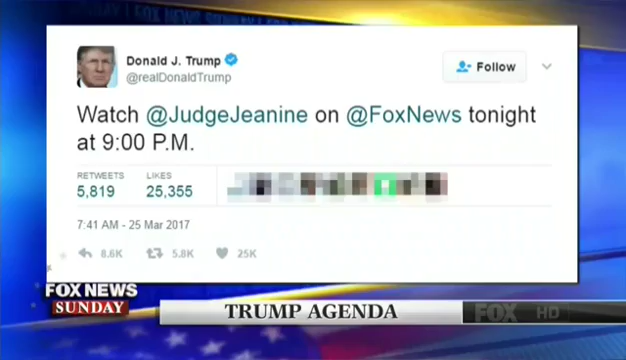 Donald J. Trump
@realDonaldTrump
Follow
Watch @JudgeJeanine on @FoxNews tonight
at 9:00 P.M.
RETWEETS LIKES
5,819 25,355
7:41 AM - 25 Mar 2017
8.6K 5.8K 25K
FOX NEWS
SUNDAY
TRUMP AGENDA
FOX HD